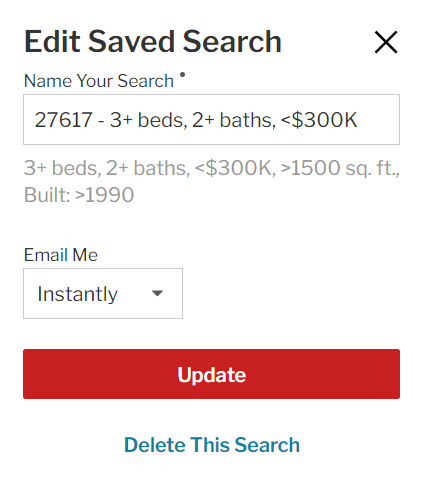 Edit Saved Search
Name Your Search •
27617 - 3+ beds, 2+ baths, <$300K
3+ beds, 2+ baths, <$300K, >1500 sq. ft.,
Built: >1990
Email Me
Instantly
Update
Delete This Search